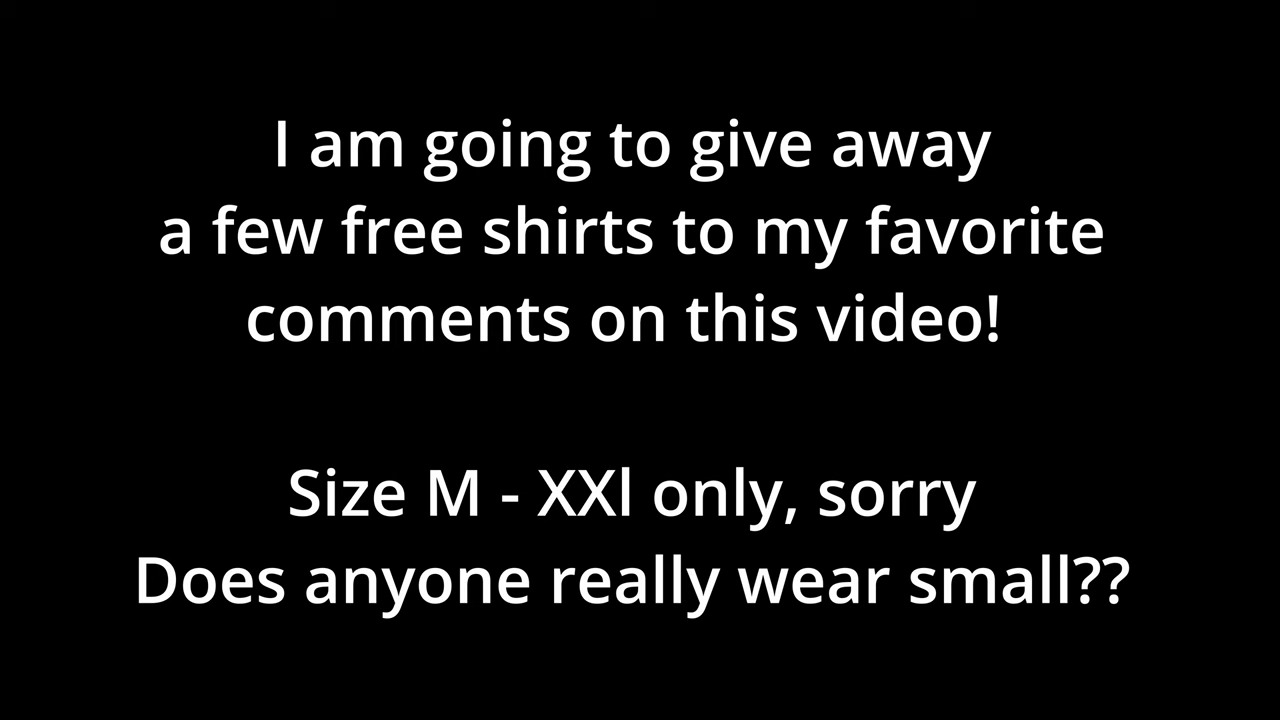 I am going to give away
a few free shirts to my favorite
comments on this video!
Size M - XXl only, sorry
Does anyone really wear small??